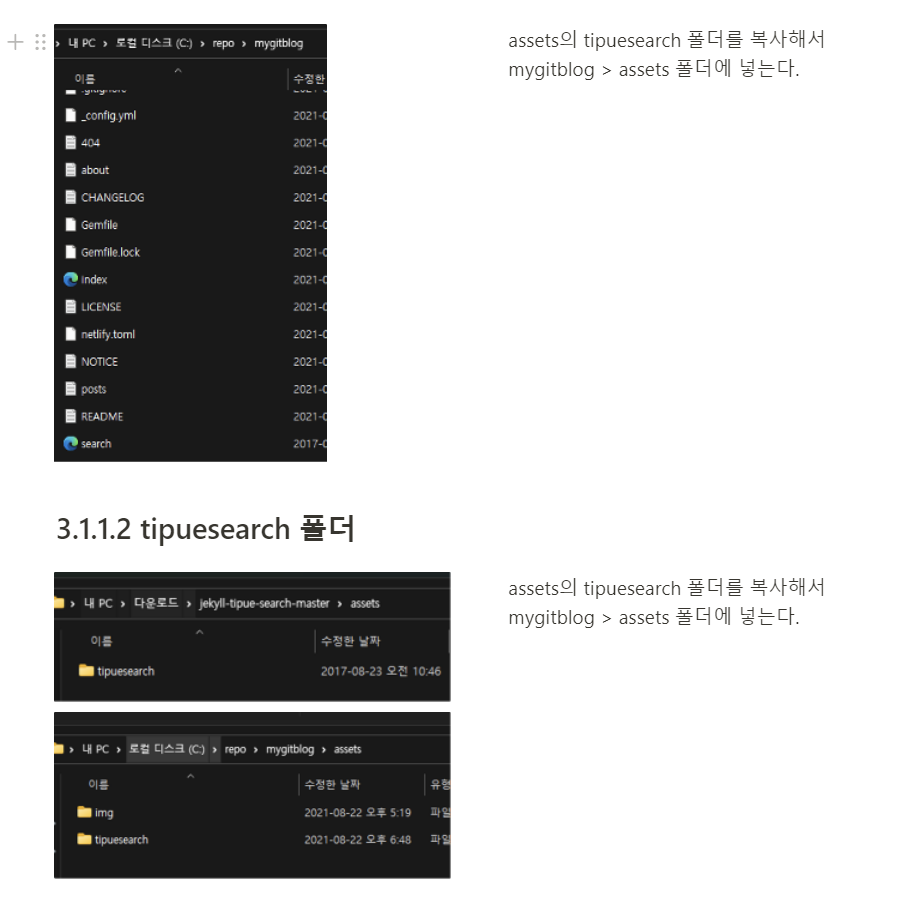 내 PC > 로컬 디스크 (C:) > repo > mygitblog
이름 수정한
.gitignore 2021-0
_config.yml 2021-0
404 2021-0
about 2021-0
CHANGELOG 2021-0
Gemfile 2021-0
Gemfile.lock 2021-0
index 2021-0
LICENSE 2021-0
netlify.toml 2021-0
NOTICE 2021-0
posts 2021-0
README 2021-0
search 2017-0
assets의 tipuesearch 폴더를 복사해서
mygitblog > assets 폴더에 넣는다.
3.1.1.2 tipuesearch 폴더
> 내 PC > 다운로드 > jekyll-tipue-search-master > assets
이름 수정한 날짜
tipuesearch 2017-08-23 오전 10:46
> 내 PC > 로컬 디스크 (C:) > repo > mygitblog > assets
이름 수정한 날짜 유형
img 2021-08-22 오후 5:19 파일
tipuesearch 2021-08-22 오후 6:48 파일
assets의 tipuesearch 폴더를 복사해서
mygitblog > assets 폴더에 넣는다.